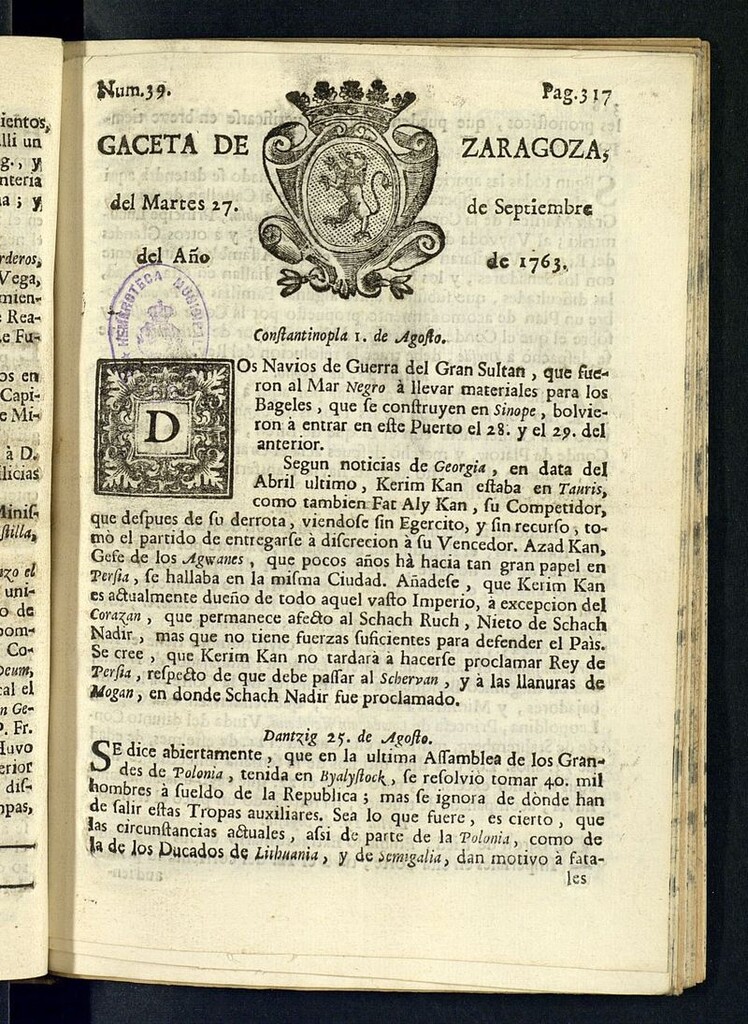 Num.39.
Pag.317.
GACETA DE ZARAGOZA,
del Martes 27. de Septiembre
del Año de 1763.
HEMEROTECA MUNICIPAL
Conſtantinopla 1. de Agoſto.
DOs Navios de Guerra del Gran Sultan, que fue-
ron al Mar Negro à llevar materiales para los
Bageles, que ſe conſtruyen en Sinope, bolvie-
ron à entrar en eſte Puerto el 28. y el 29. del
anterior.
Segun noticias de Georgia, en data del
Abril ultimo, Kerim Kan eſtaba en Tauris,
como tambien Fat Aly Kan, ſu Competidor,
que deſpues de ſu derrota, viendoſe ſin Egercito, y ſin recurſo, to-
mò el partido de entregarſe à diſcrecion à ſu Vencedor. Azad Kan,
Gefe de los Agwanes, que pocos años hà hacia tan gran papel en
Perſia, ſe hallaba en la miſma Ciudad. Añadeſe, que Kerim Kan
es actualmente dueño de todo aquel vaſto Imperio, à excepcion del
Corazan, que permanece afecto al Schach Ruch, Nieto de Schach
Nadir, mas que no tiene fuerzas ſuficientes para defender el Paìs.
Se cree, que Kerim Kan no tardarà à hacerſe proclamar Rey de
Perſia, reſpecto de que debe paſſar al Schervan, y à las llanuras de
Mogan, en donde Schach Nadir fue proclamado.
Dantzig 25. de Agoſto.
SE dice abiertamente, que en la ultima Aſſamblea de los Gran-
des de Polonia, tenida en Byalyſtock, ſe reſolviò tomar 40. mil
hombres à ſueldo de la Republica; mas ſe ignora de dònde han
de ſalir eſtas Tropas auxiliares. Sea lo que fuere, es cierto, que
las circunſtancias actuales, aſsi de parte de la Polonia, como de
la de los Ducados de Lithuania, y de Semigalia, dan motivo à fata-
les